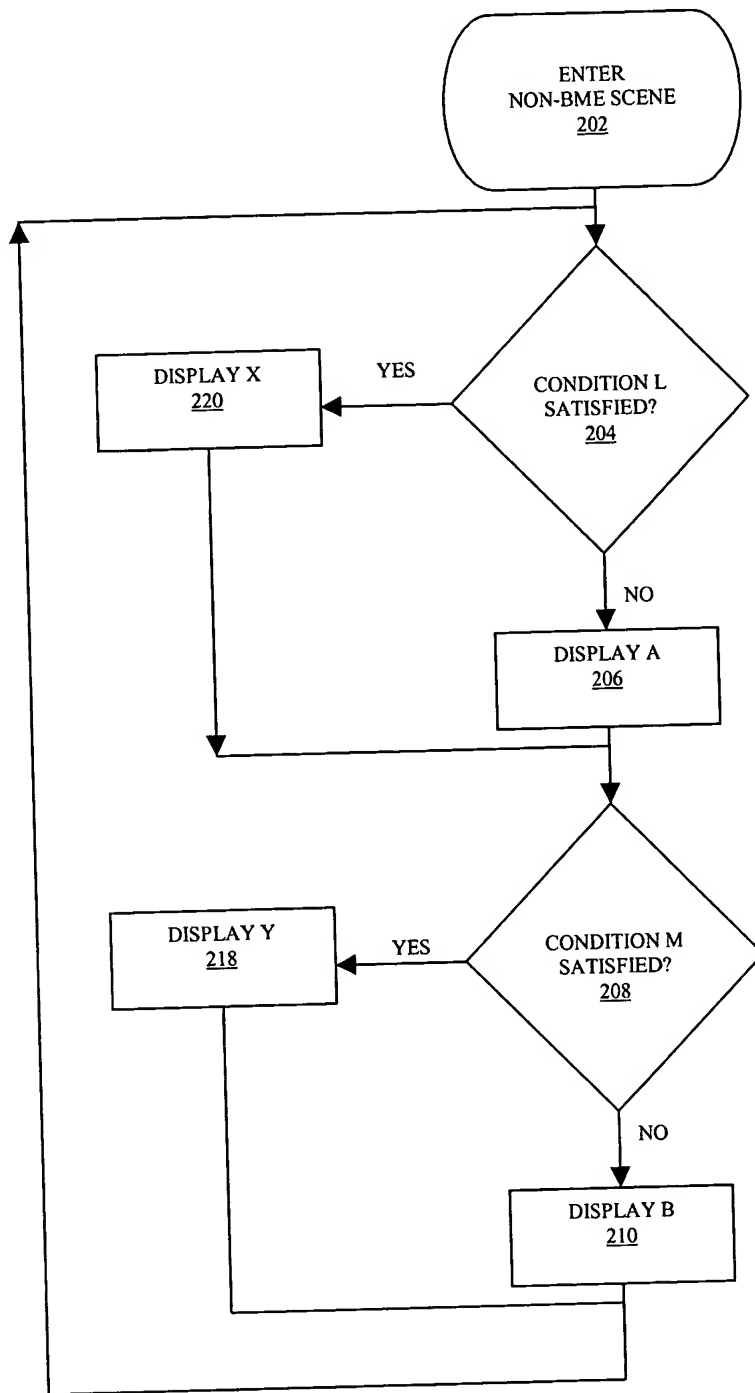 ENTER
NON-BME SCENE
202
CONDITION L
SATISFIED?
204
YES
DISPLAY X
220
NO
DISPLAY A
206
CONDITION M
SATISFIED?
208
YES
DISPLAY Y
218
NO
DISPLAY B
210